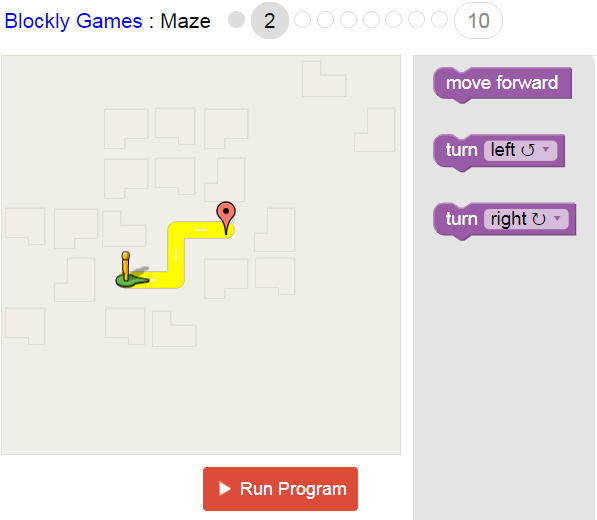 Blockly Games : Maze 2 10
move forward
turn left ↺
turn right ↻
Run Program